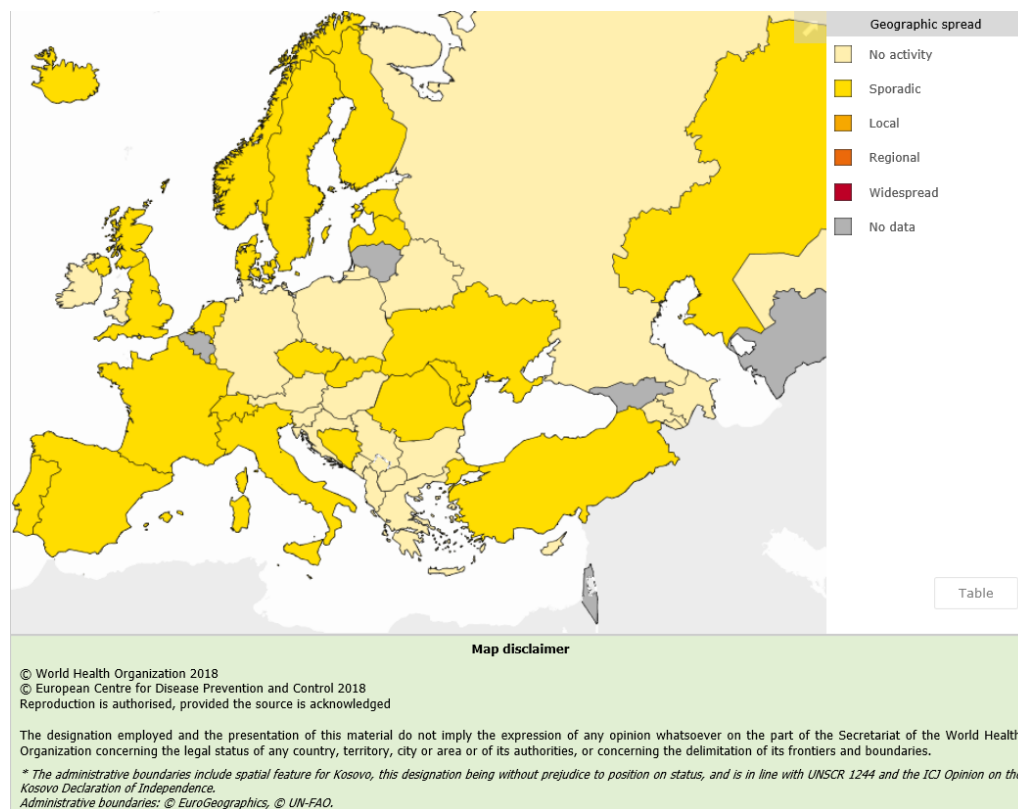 Geographic spread
No activity
Sporadic
Local
Regional
Widespread
No data
Table
Map disclaimer
© World Health Organization 2018
© European Centre for Disease Prevention and Control 2018
Reproduction is authorised, provided the source is acknowledged
The designation employed and the presentation of this material do not imply the expression of any opinion whatsoever on the part of the Secretariat of the World Health
Organization concerning the legal status of any country, territory, city or area or of its authorities, or concerning the delimitation of its frontiers and boundaries.
* The administrative boundaries include spatial feature for Kosovo, this designation being without prejudice to position on status, and is in line with UNSCR 1244 and the ICJ Opinion on the
Kosovo Declaration of Independence.
Administrative boundaries: © EuroGeographics, © UN-FAO.